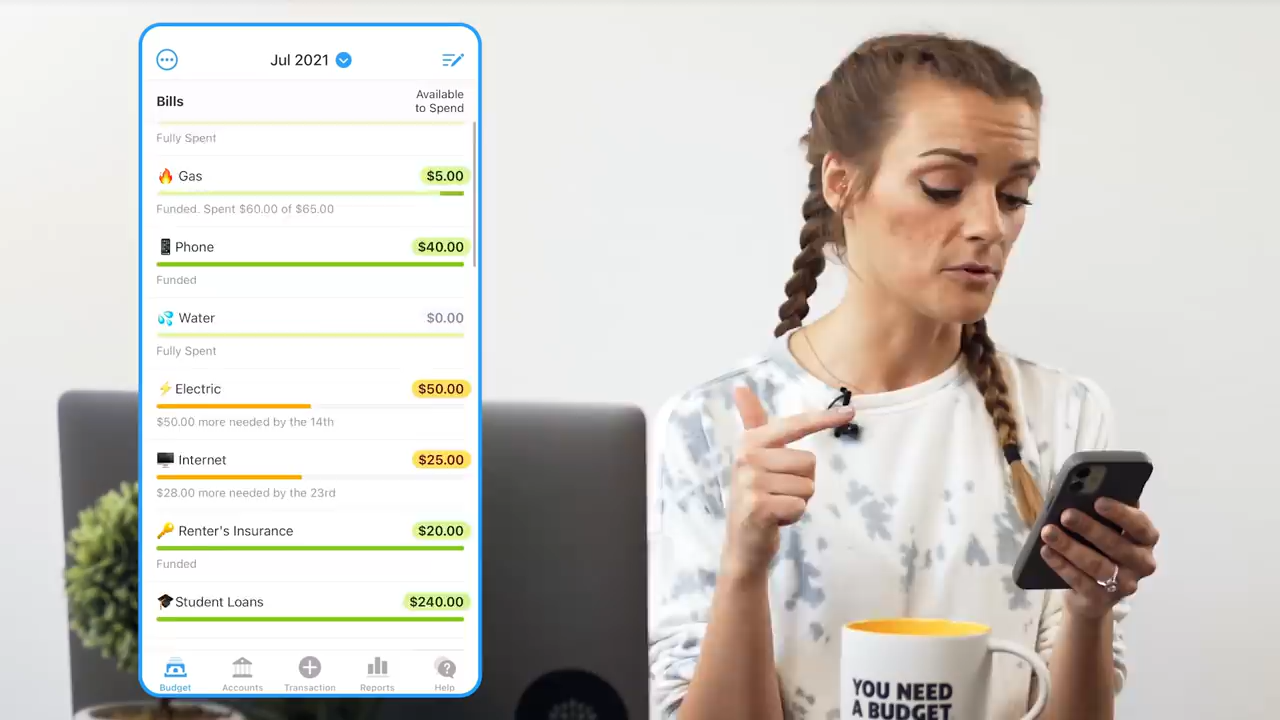 Jul 2021
Bills
Available
to Spend
Fully Spent
Gas $5.00
Funded. Spent $60.00 of $65.00
Phone $40.00
Funded
Water $0.00
Fully Spent
Electric $50.00
$50.00 more needed by the 14th
Internet $25.00
$28.00 more needed by the 23rd
Renter's Insurance $20.00
Funded
Student Loans $240.00
Budget Accounts Transaction Reports Help
YOU NEED
A BUDGET